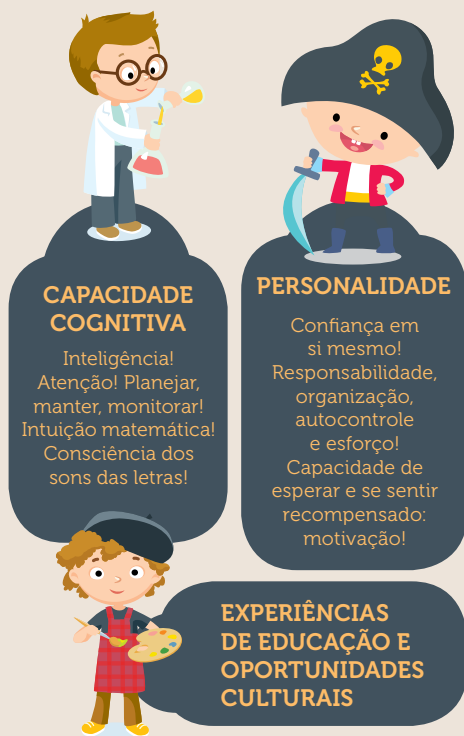 CAPACIDADE
COGNITIVA
Inteligência!
Atenção! Planejar,
manter, monitorar!
Intuição matemática!
Consciência dos
sons das letras!
PERSONALIDADE
Confiança em
si mesmo!
Responsabilidade,
organização,
autocontrole
e esforço!
Capacidade de
esperar e se sentir
recompensado:
motivação!
EXPERIÊNCIAS
DE EDUCAÇÃO E
OPORTUNIDADES
CULTURAIS